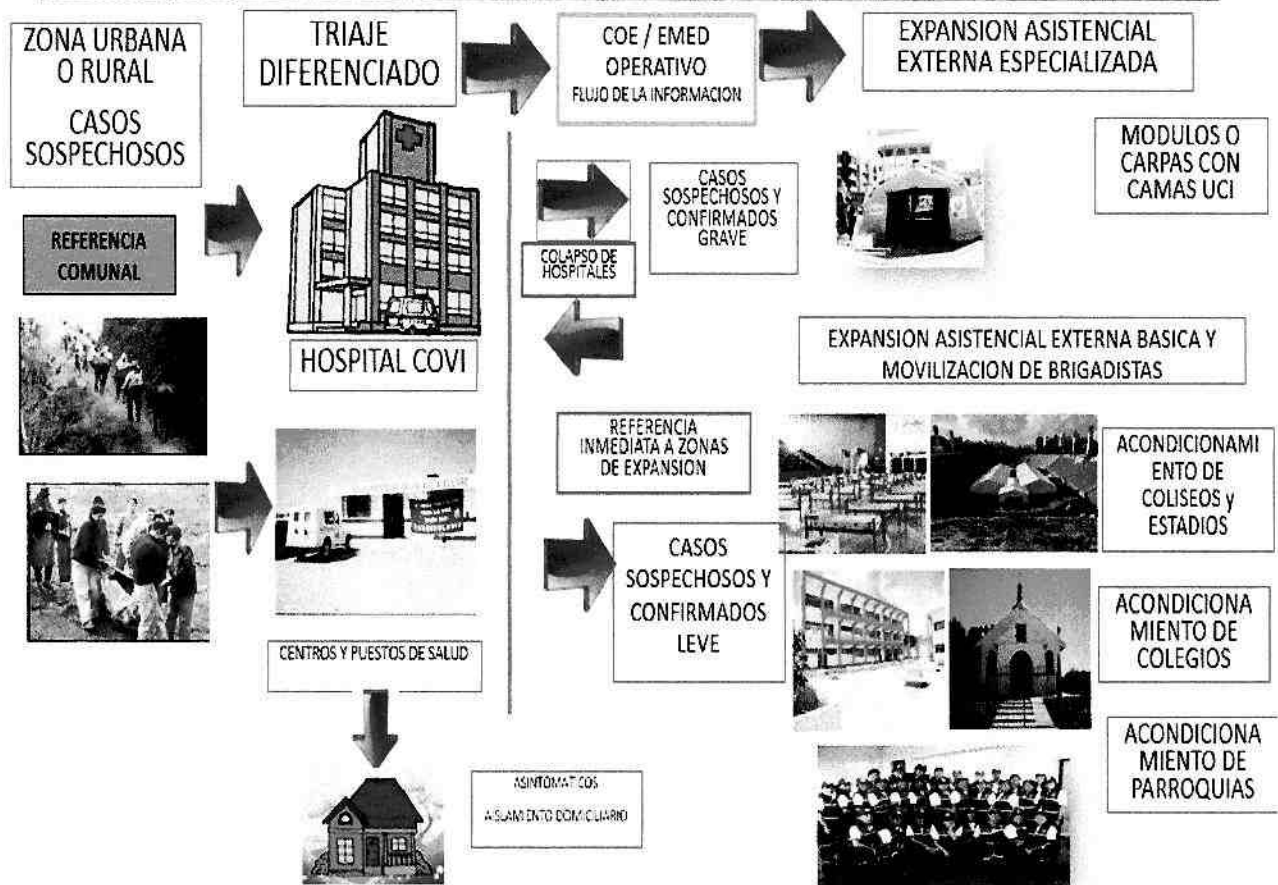 ZONA URBANA
O RURAL
CASOS
SOSPECHOSOS
REFERENCIA
COMUNAL
TRIAJE
DIFERENCIADO
HOSPITAL COVI
CENTROS Y PUESTOS DE SALUD
ASINTOMATICOS
AISLAMIENTO DOMICILIARIO
COE / EMED
OPERATIVO
FLUJO DE LA INFORMACION
EXPANSION ASISTENCIAL
EXTERNA ESPECIALIZADA
CASOS
SOSPECHOSOS Y
CONFIRMADOS
GRAVE
COLAPSO DE
HOSPITALES
MODULOS O
CARPAS CON
CAMAS UCI
EXPANSION ASISTENCIAL EXTERNA BASICA Y
MOVILIZACION DE BRIGADISTAS
REFERENCIA
INMEDIATA A ZONAS
DE EXPANSION
CASOS
SOSPECHOSOS Y
CONFIRMADOS
LEVE
ACONDICIONAMI
ENTO DE
COLISEOS y
ESTADIOS
ACONDICIONA
MIENTO DE
COLEGIOS
ACONDICIONA
MIENTO DE
PARROQUIAS